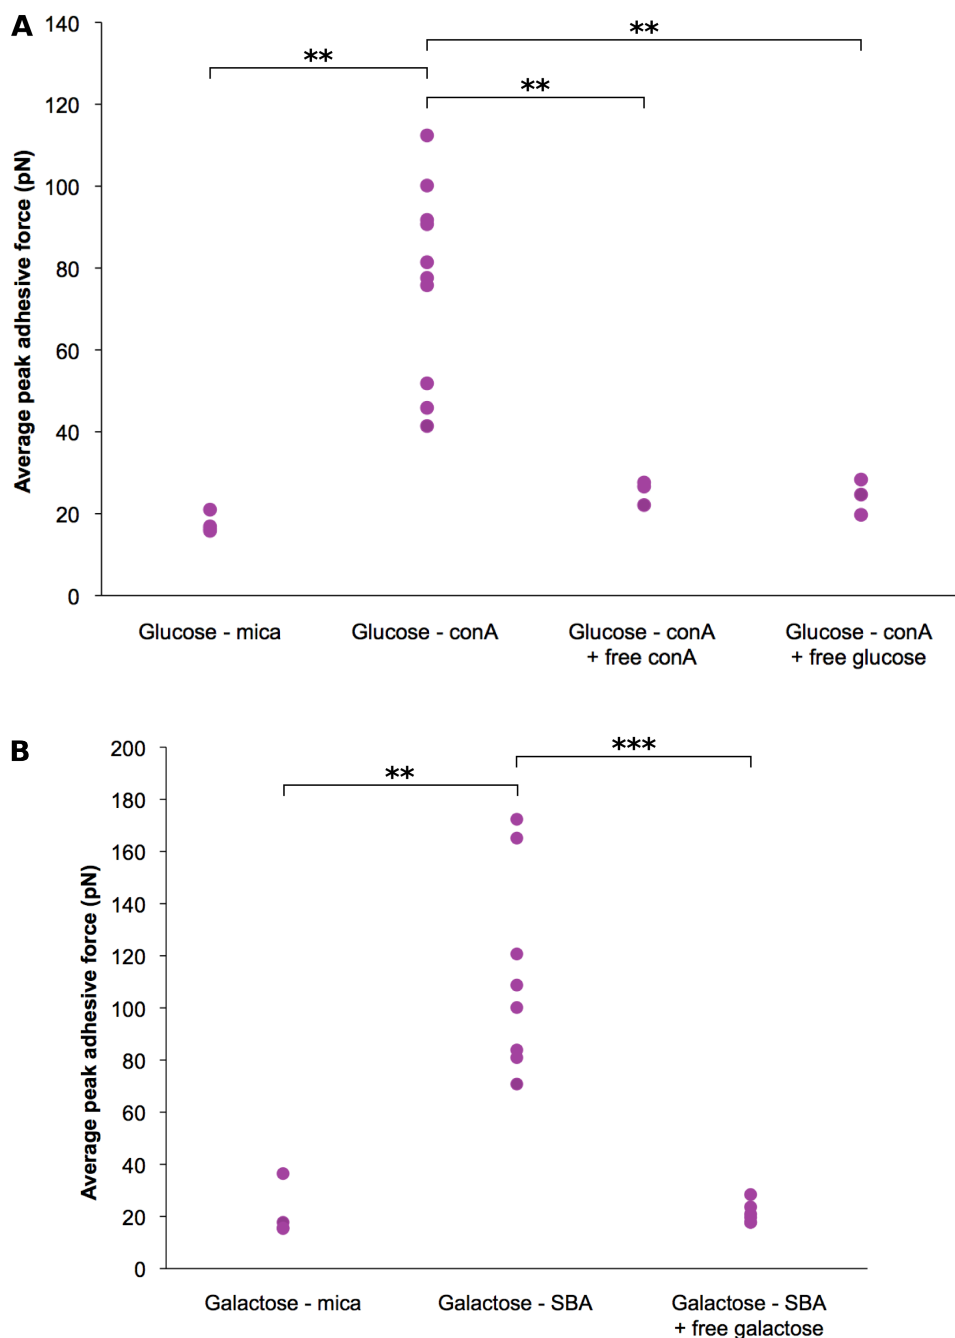 A
Average peak adhesive force (pN)
140
120
100
80
60
40
20
0
**
**
**
Glucose - mica
Glucose - conA
Glucose - conA
+ free conA
Glucose - conA
+ free glucose
B
Average peak adhesive force (pN)
200
180
160
140
120
100
80
60
40
20
0
**
***
Galactose - mica
Galactose - SBA
Galactose - SBA
+ free galactose